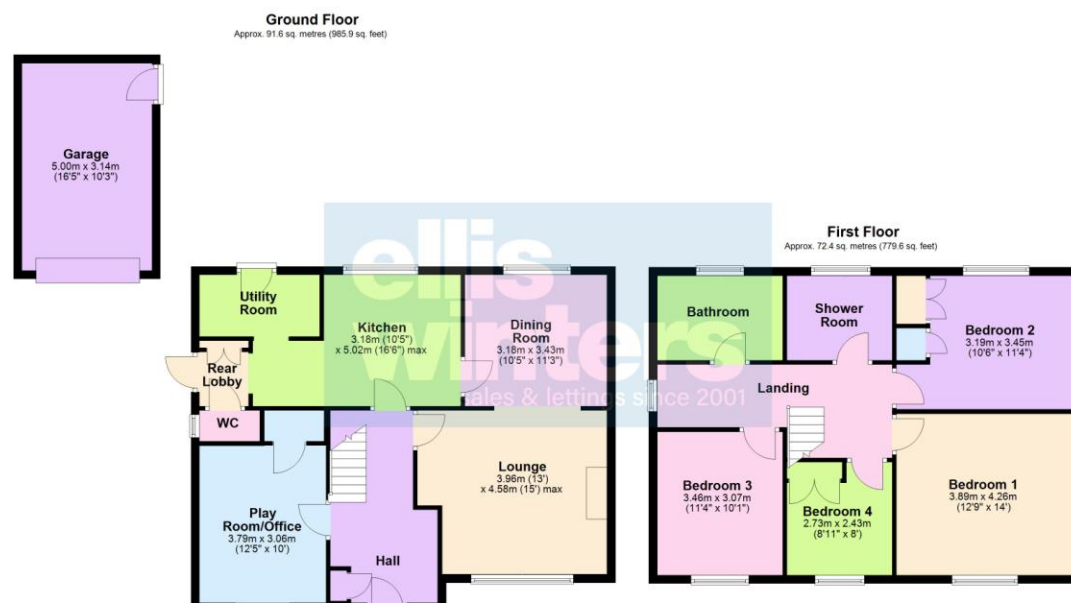 Ground Floor
Approx. 91.6 sq. metres (985.9 sq. feet)
Garage
5.00m x 3.14m
(16'5" x 10'3")
Utility
Room
Kitchen
3.18m (10'5")
x 5.02m (16'6") max
Dining
Room
3.18m x 3.43m
(10'5" x 11'3")
Rear
Lobby
WC
Lounge
3.96m (13')
x 4.58m (15') max
Play
Room/Office
3.79m x 3.06m
(12'5" x 10')
Hall
ellis
winters
sales & lettings since 2001
First Floor
Approx. 72.4 sq. metres (779.6 sq. feet)
Bathroom
Shower
Room
Bedroom 2
3.19m x 3.45m
(10'6" x 11'4")
Landing
Bedroom 3
3.46m x 3.07m
(11'4" x 10'1")
Bedroom 4
2.73m x 2.43m
(8'11" x 8')
Bedroom 1
3.89m x 4.26m
(12'9" x 14')